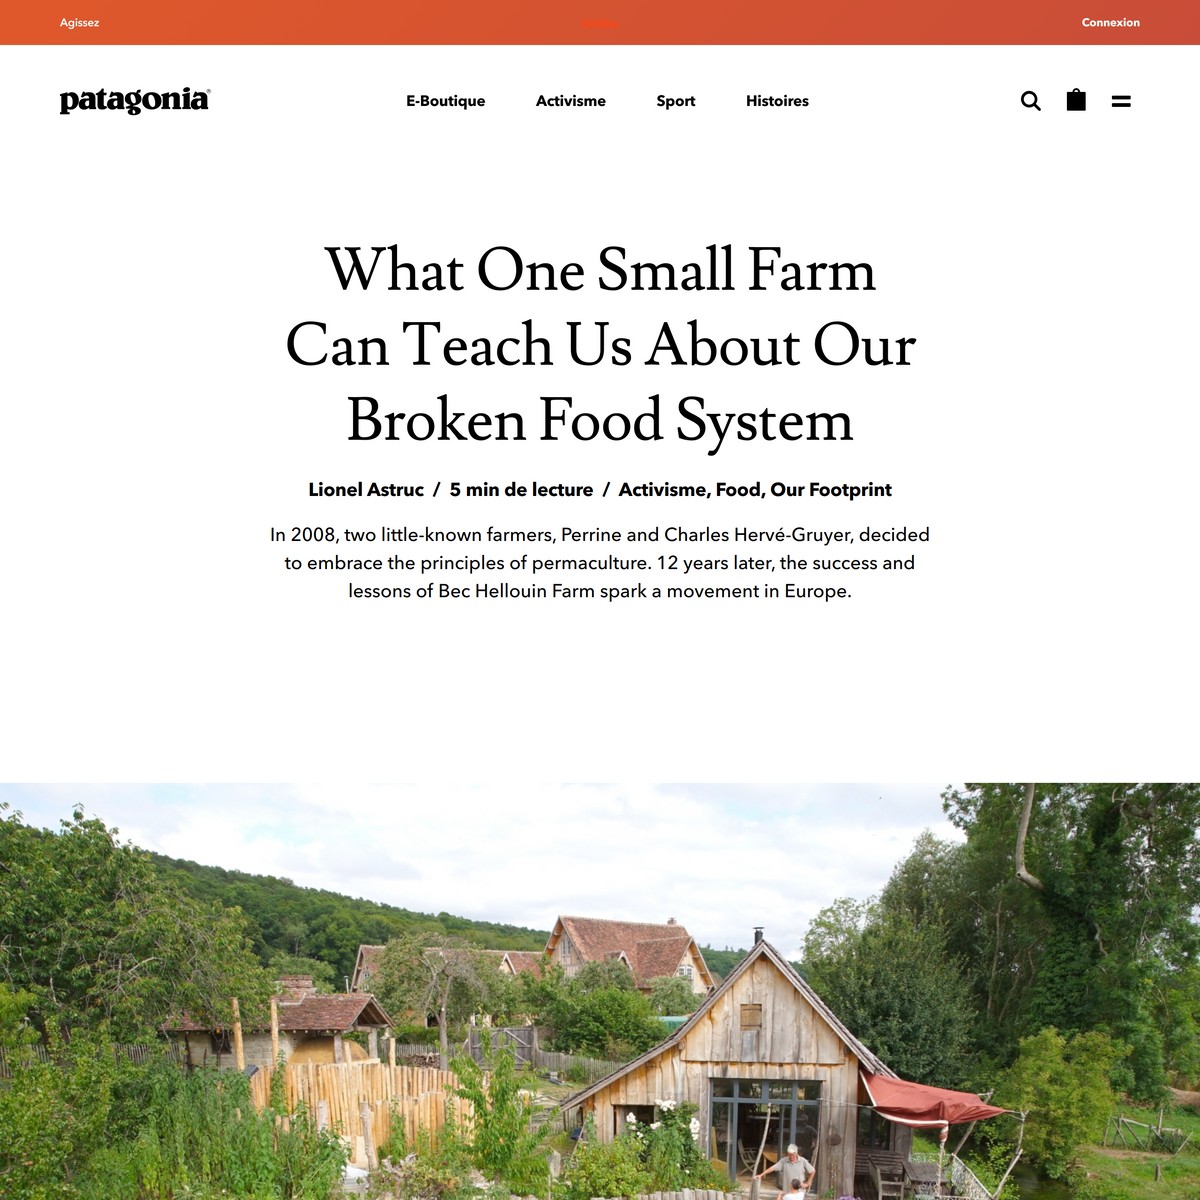 Agissez
Connexion
patagonia®
E-Boutique
Activisme
Sport
Histoires
What One Small Farm
Can Teach Us About Our
Broken Food System
Lionel Astruc / 5 min de lecture / Activisme, Food, Our Footprint
In 2008, two little-known farmers, Perrine and Charles Hervé-Gruyer, decided
to embrace the principles of permaculture. 12 years later, the success and
lessons of Bec Hellouin Farm spark a movement in Europe.